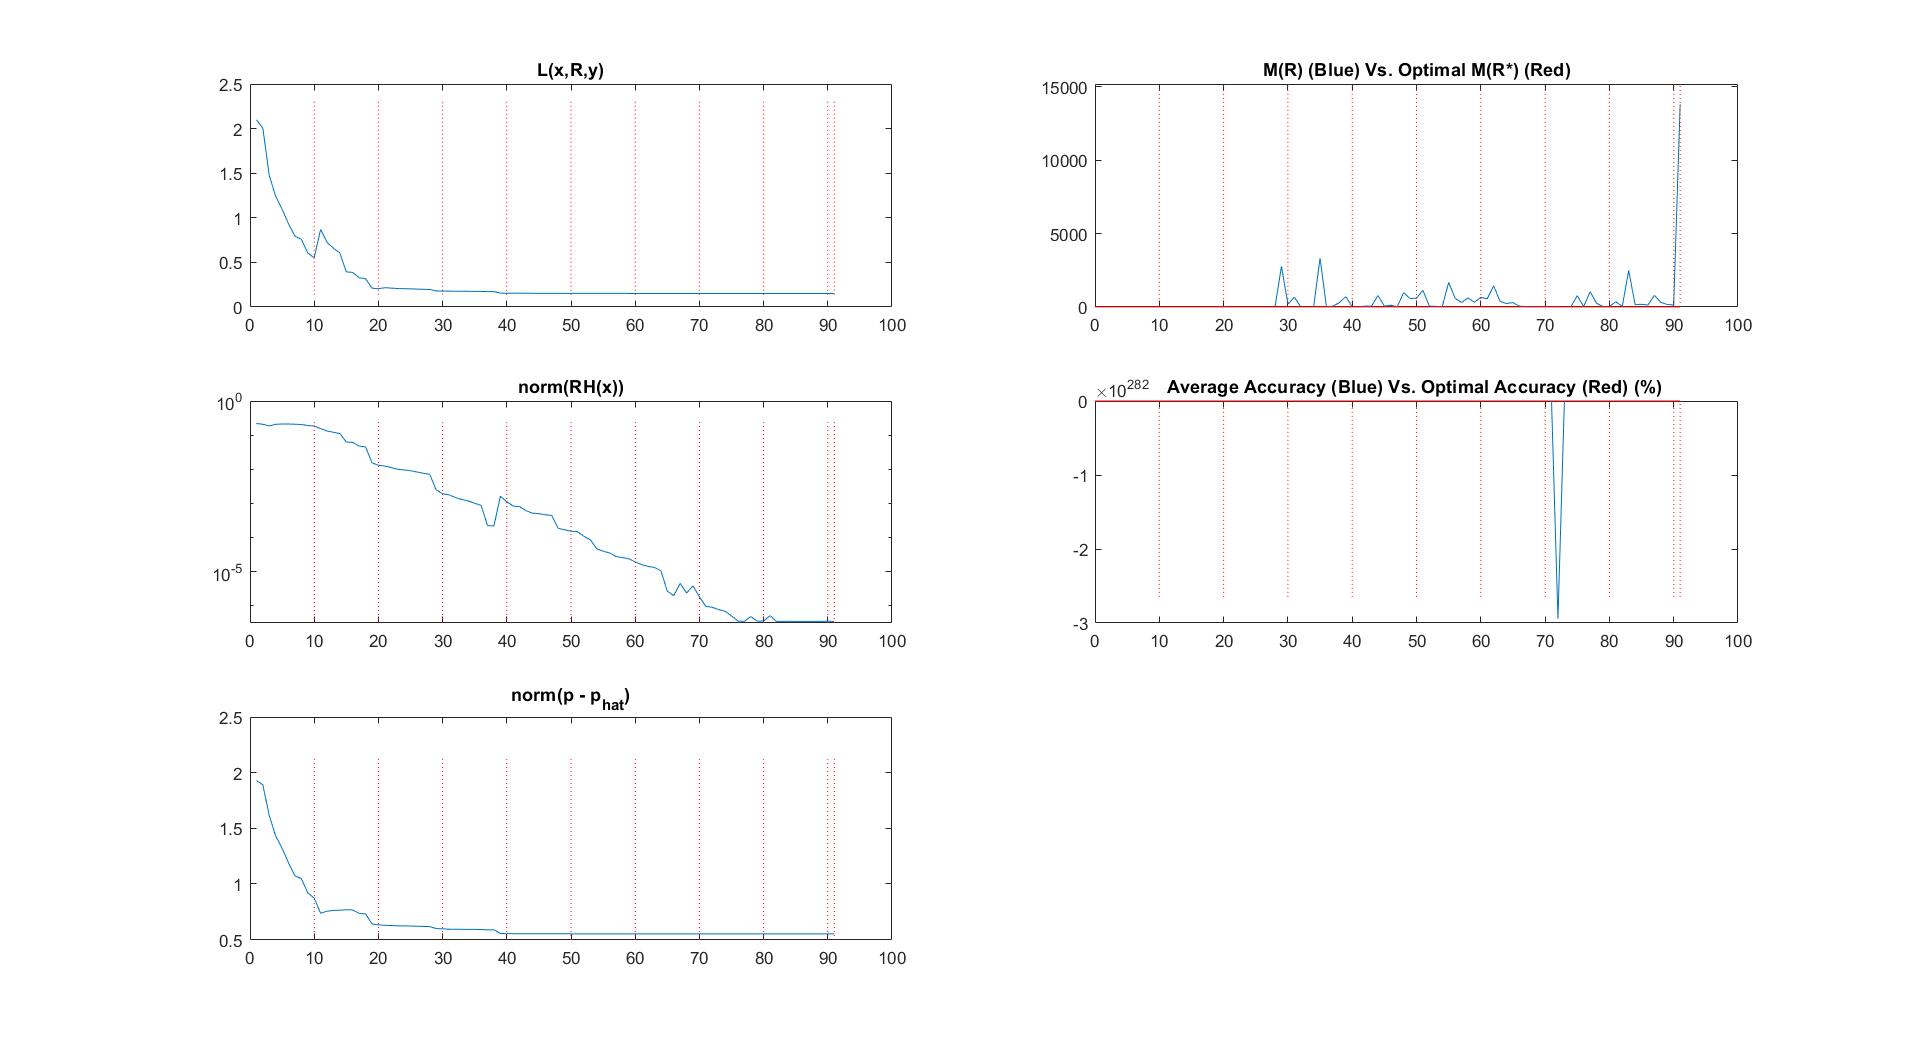 L(x,R,y)
2.5
2
1.5
1
0.5
0
0 10 20 30 40 50 60 70 80 90 100
M(R) (Blue) Vs. Optimal M(R*) (Red)
15000
10000
5000
0
0 10 20 30 40 50 60 70 80 90 100
norm(RH(x))
10^0
10^-5
0 10 20 30 40 50 60 70 80 90 100
×10^282 Average Accuracy (Blue) Vs. Optimal Accuracy (Red) (%)
0
-1
-2
-3
0 10 20 30 40 50 60 70 80 90 100
norm(p - p_hat)
2.5
2
1.5
1
0.5
0 10 20 30 40 50 60 70 80 90 100